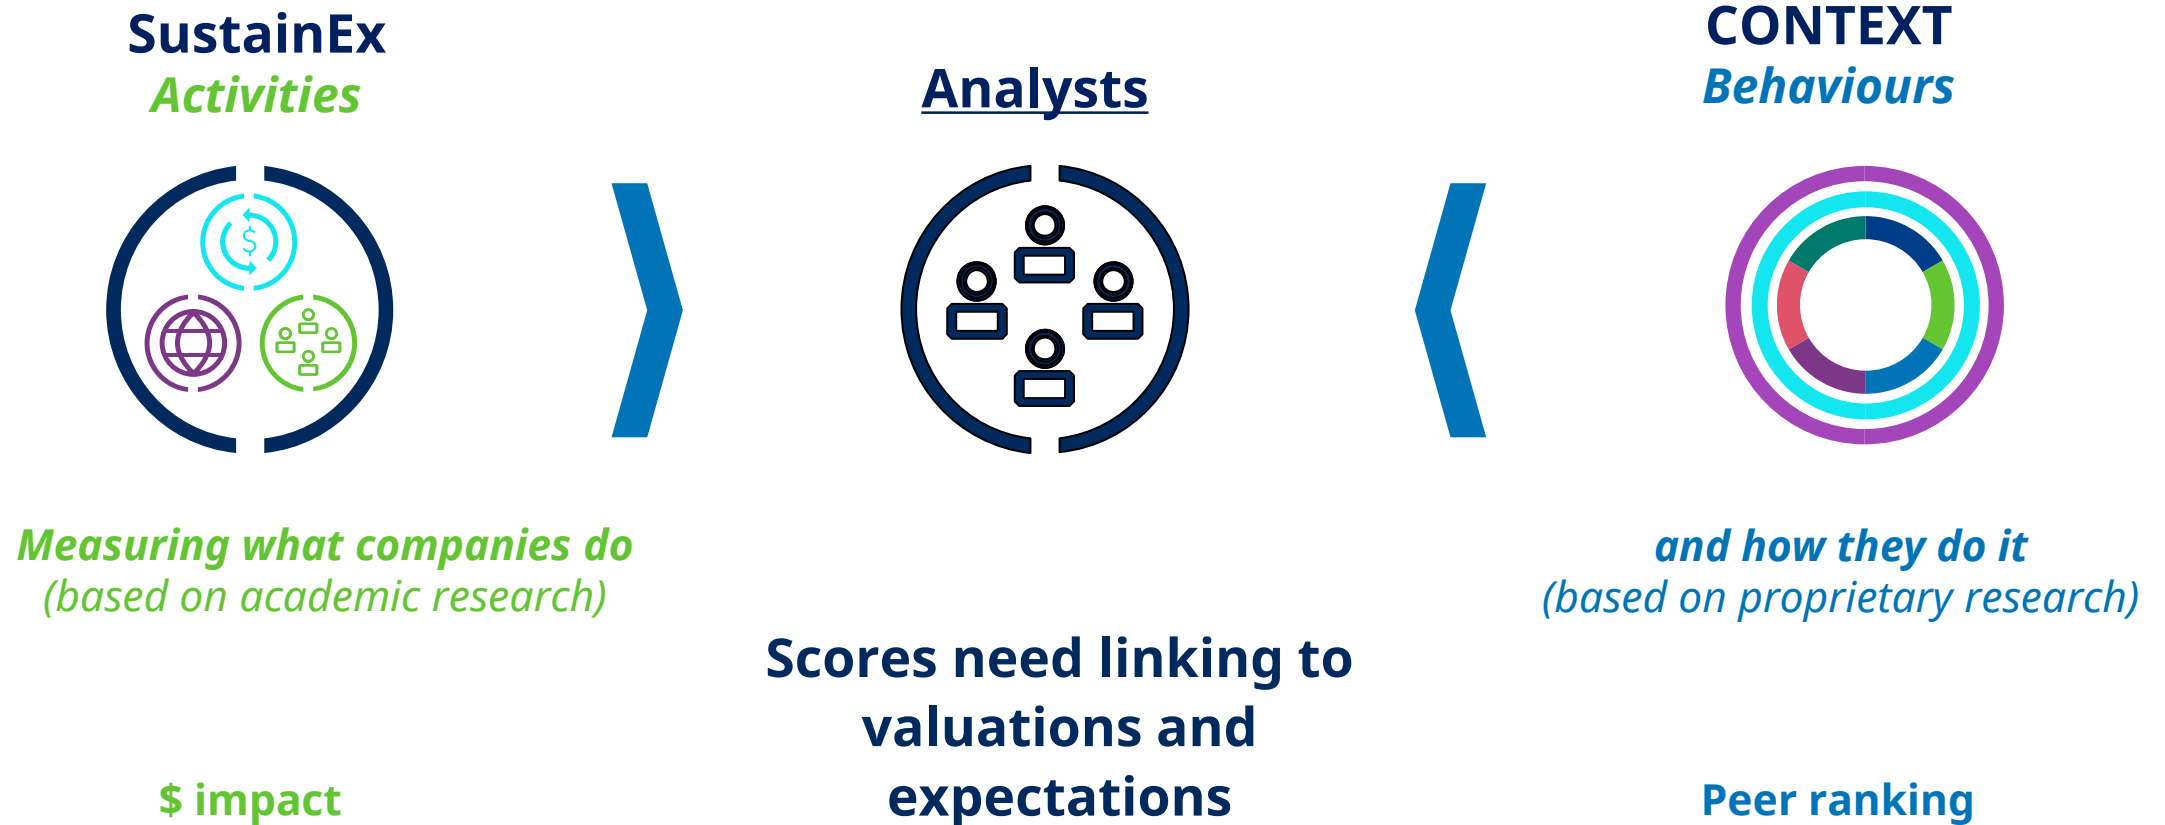 SustainEx
Activities
$
Measuring what companies do
(based on academic research)
$ impact
Analysts
Scores need linking to
valuations and
expectations
CONTEXT
Behaviours
and how they do it
(based on proprietary research)
Peer ranking